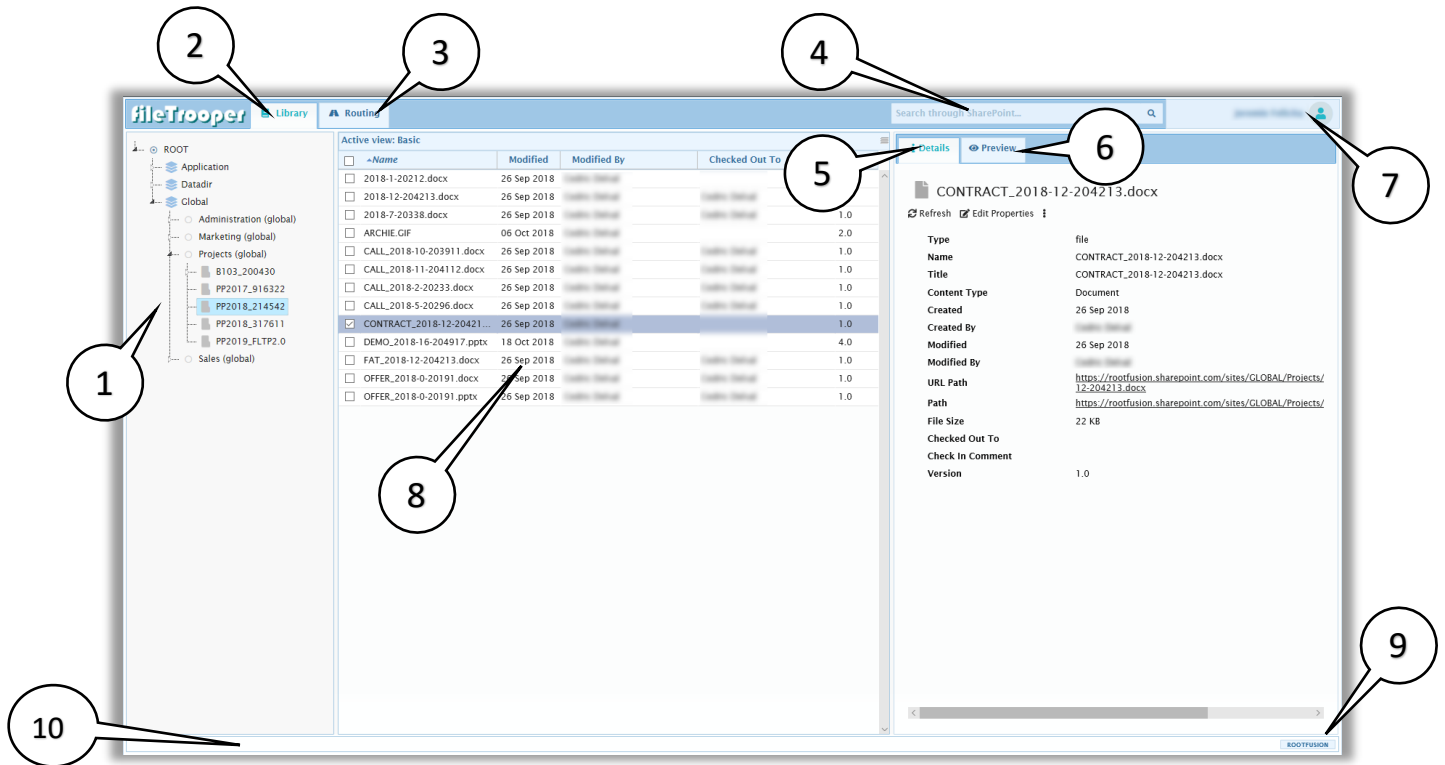 2
3
4
fileTrooper
Library
Routing
Search through SharePoint...
5
6
7
ROOT
Application
Datadir
Global
Administration (global)
Marketing (global)
Projects (global)
B103_200430
PP2017_916322
PP2018_214542
PP2018_317611
PP2019_FLTP2.0
Sales (global)
1
Active view: Basic
Name Modified Modified By Checked Out To
2018-1-20212.docx 26 Sep 2018
2018-12-204213.docx 26 Sep 2018
2018-7-20338.docx 26 Sep 2018 1.0
ARCHIE.GIF 06 Oct 2018 2.0
CALL_2018-10-203911.docx 26 Sep 2018 1.0
CALL_2018-11-204112.docx 26 Sep 2018 1.0
CALL_2018-2-20233.docx 26 Sep 2018 1.0
CALL_2018-5-20296.docx 26 Sep 2018 1.0
CONTRACT_2018-12-20421... 26 Sep 2018 1.0
DEMO_2018-16-204917.pptx 18 Oct 2018 4.0
FAT_2018-12-204213.docx 26 Sep 2018 1.0
OFFER_2018-0-20191.docx 26 Sep 2018 1.0
OFFER_2018-0-20191.pptx 26 Sep 2018 1.0
8
Details
Preview
CONTRACT_2018-12-204213.docx
Refresh Edit Properties
Type file
Name CONTRACT_2018-12-204213.docx
Title CONTRACT_2018-12-204213.docx
Content Type Document
Created 26 Sep 2018
Created By
Modified 26 Sep 2018
Modified By
URL Path https://rootfusion.sharepoint.com/sites/GLOBAL/Projects/
12-204213.docx
Path https://rootfusion.sharepoint.com/sites/GLOBAL/Projects/
File Size 22 KB
Checked Out To
Check In Comment
Version 1.0
9
10
ROOTFUSION